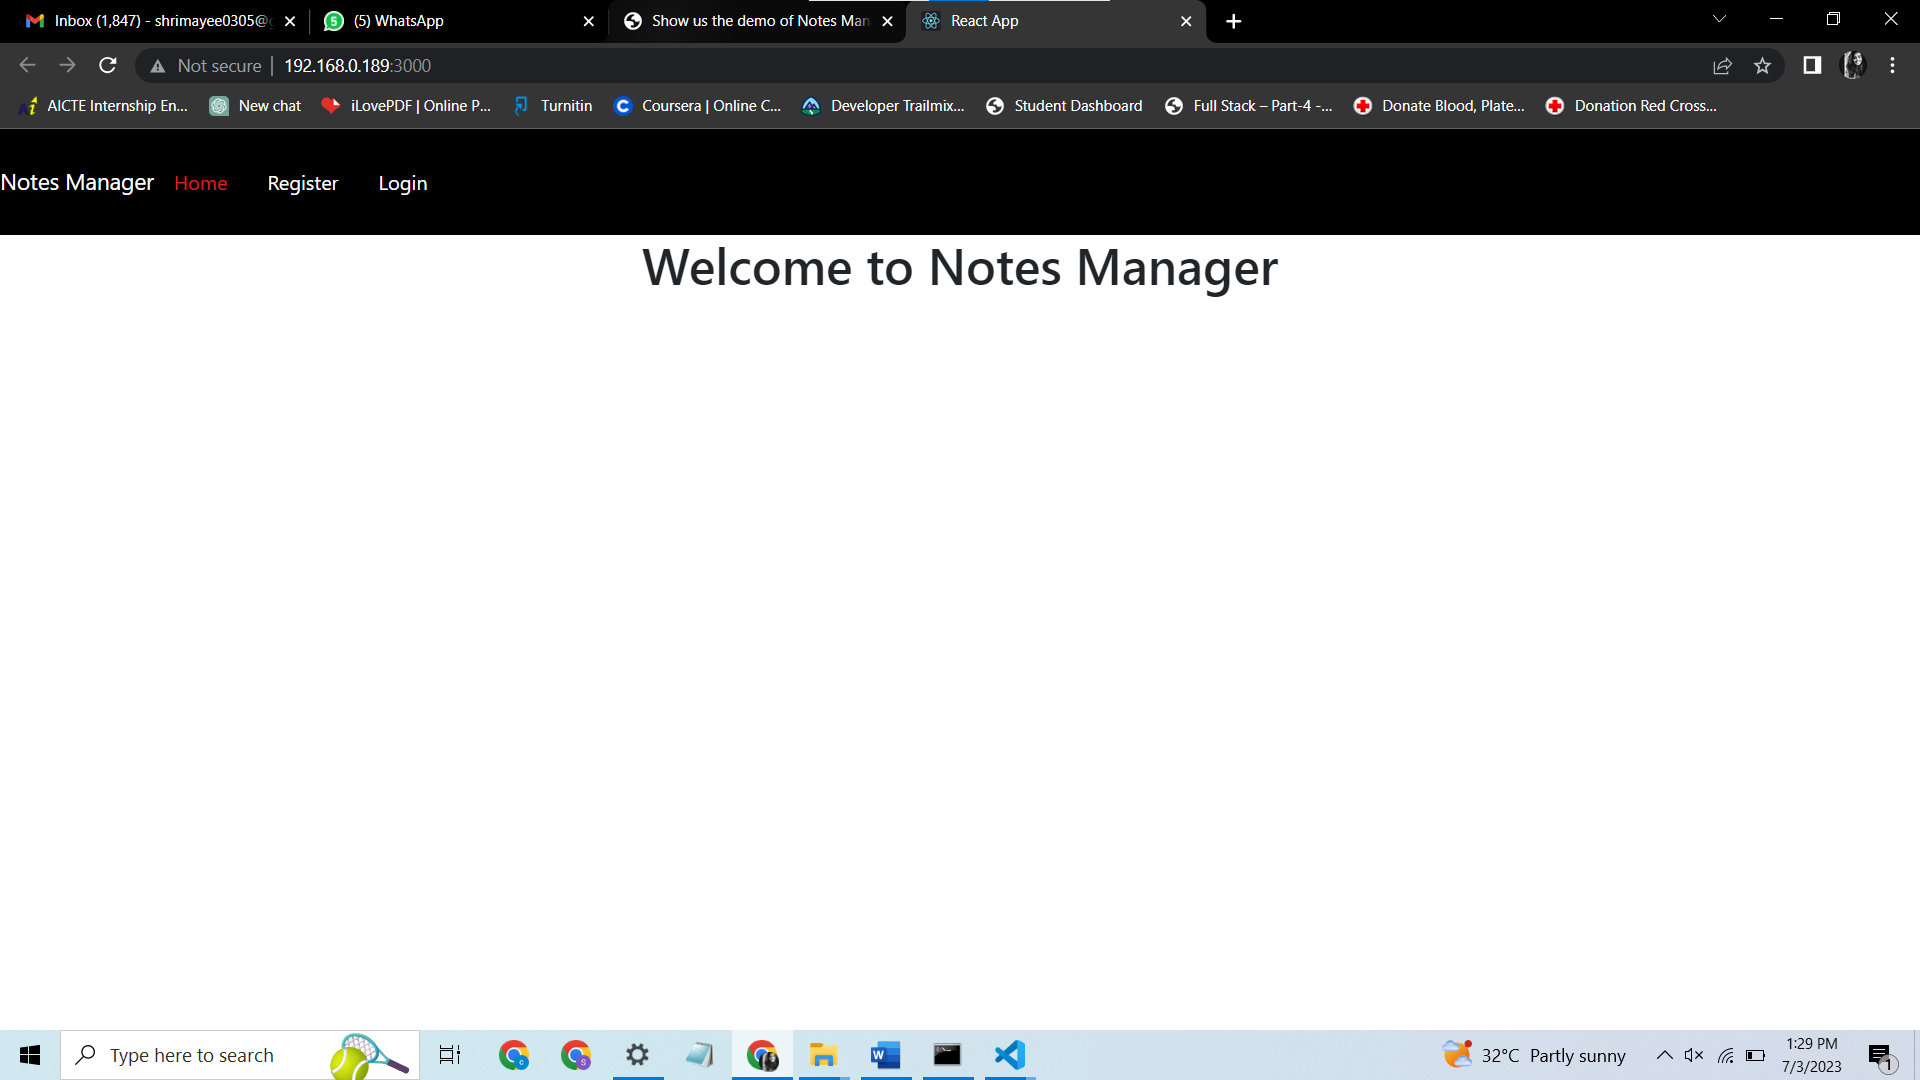 Inbox (1,847) - shrimayee0305@
(5) WhatsApp
Show us the demo of Notes Man
React App
Not secure | 192.168.0.189:3000
AICTE Internship En...
New chat
iLovePDF | Online P...
Turnitin
Coursera | Online C...
Developer Trailmix...
Student Dashboard
Full Stack – Part-4 -...
Donate Blood, Plate...
Donation Red Cross...
Notes Manager Home Register Login
Welcome to Notes Manager
Type here to search
32°C Partly sunny
1:29 PM
7/3/2023
1